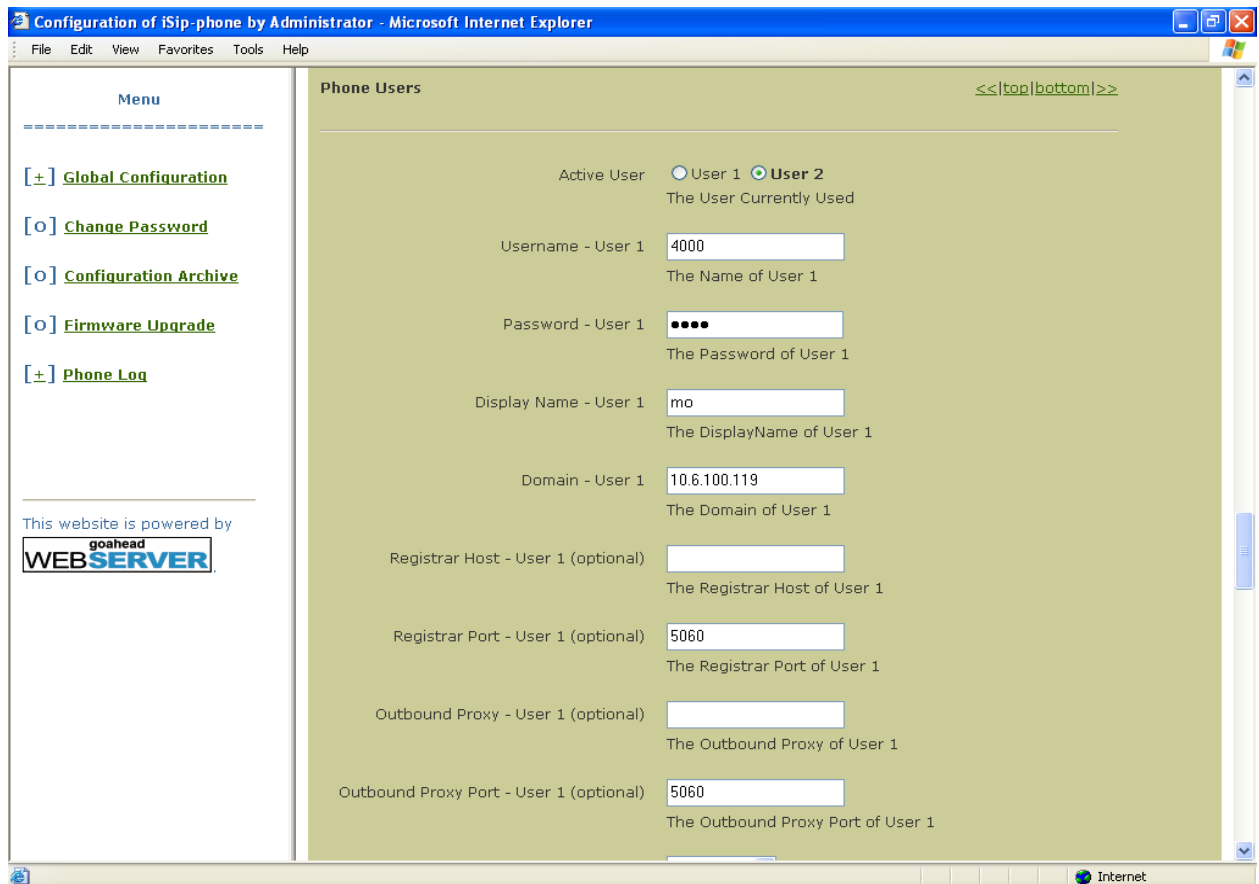 Configuration of iSip-phone by Administrator - Microsoft Internet Explorer
File Edit View Favorites Tools Help
Menu
========================
[+] Global Configuration
[o] Change Password
[o] Configuration Archive
[o] Firmware Upgrade
[+] Phone Log
This website is powered by
goahead
WEBSERVER.
Phone Users <<|top|bottom|>>
Active User User 1 User 2
The User Currently Used
Username - User 1 4000
The Name of User 1
Password - User 1 ●●●●
The Password of User 1
Display Name - User 1 mo
The DisplayName of User 1
Domain - User 1 10.6.100.119
The Domain of User 1
Registrar Host - User 1 (optional)
The Registrar Host of User 1
Registrar Port - User 1 (optional) 5060
The Registrar Port of User 1
Outbound Proxy - User 1 (optional)
The Outbound Proxy of User 1
Outbound Proxy Port - User 1 (optional) 5060
The Outbound Proxy Port of User 1
Internet